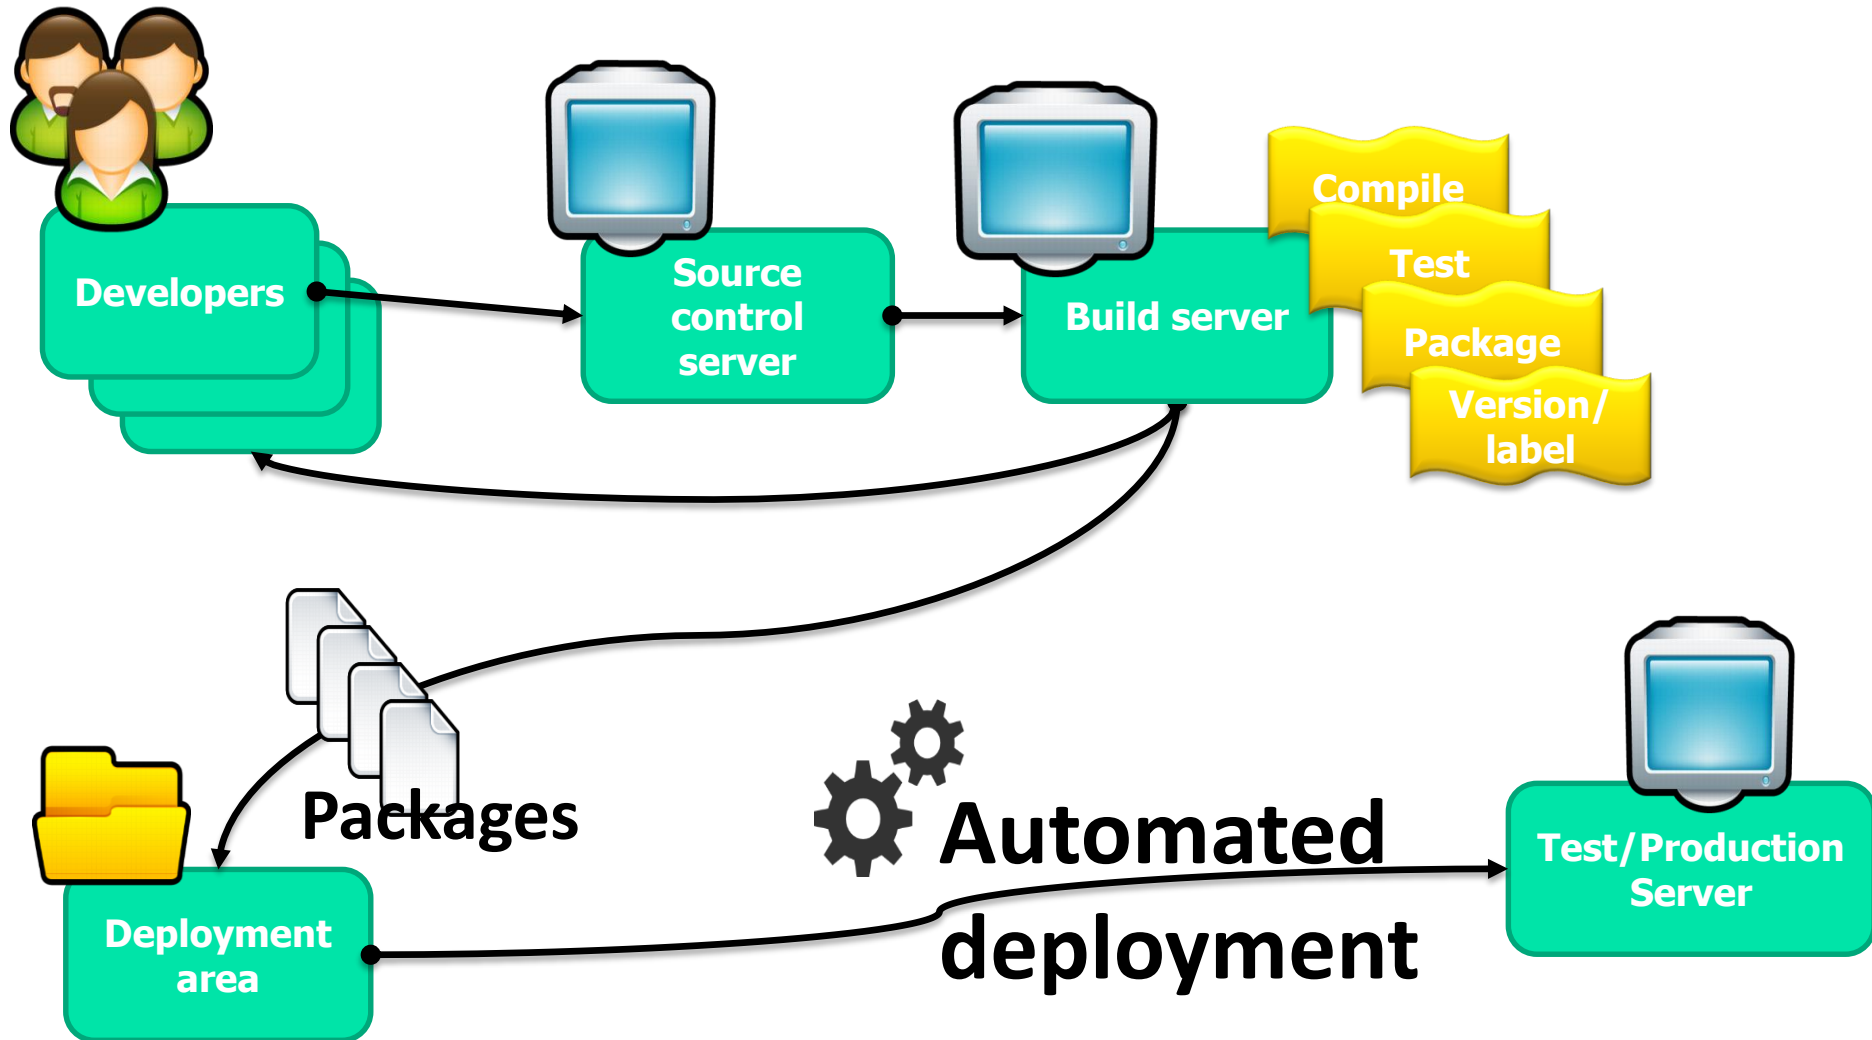 Developers
Source
control
server
Build server
Compile
Test
Package
Version/
label
Packages
Automated
deployment
Deployment
area
Test/Production
Server